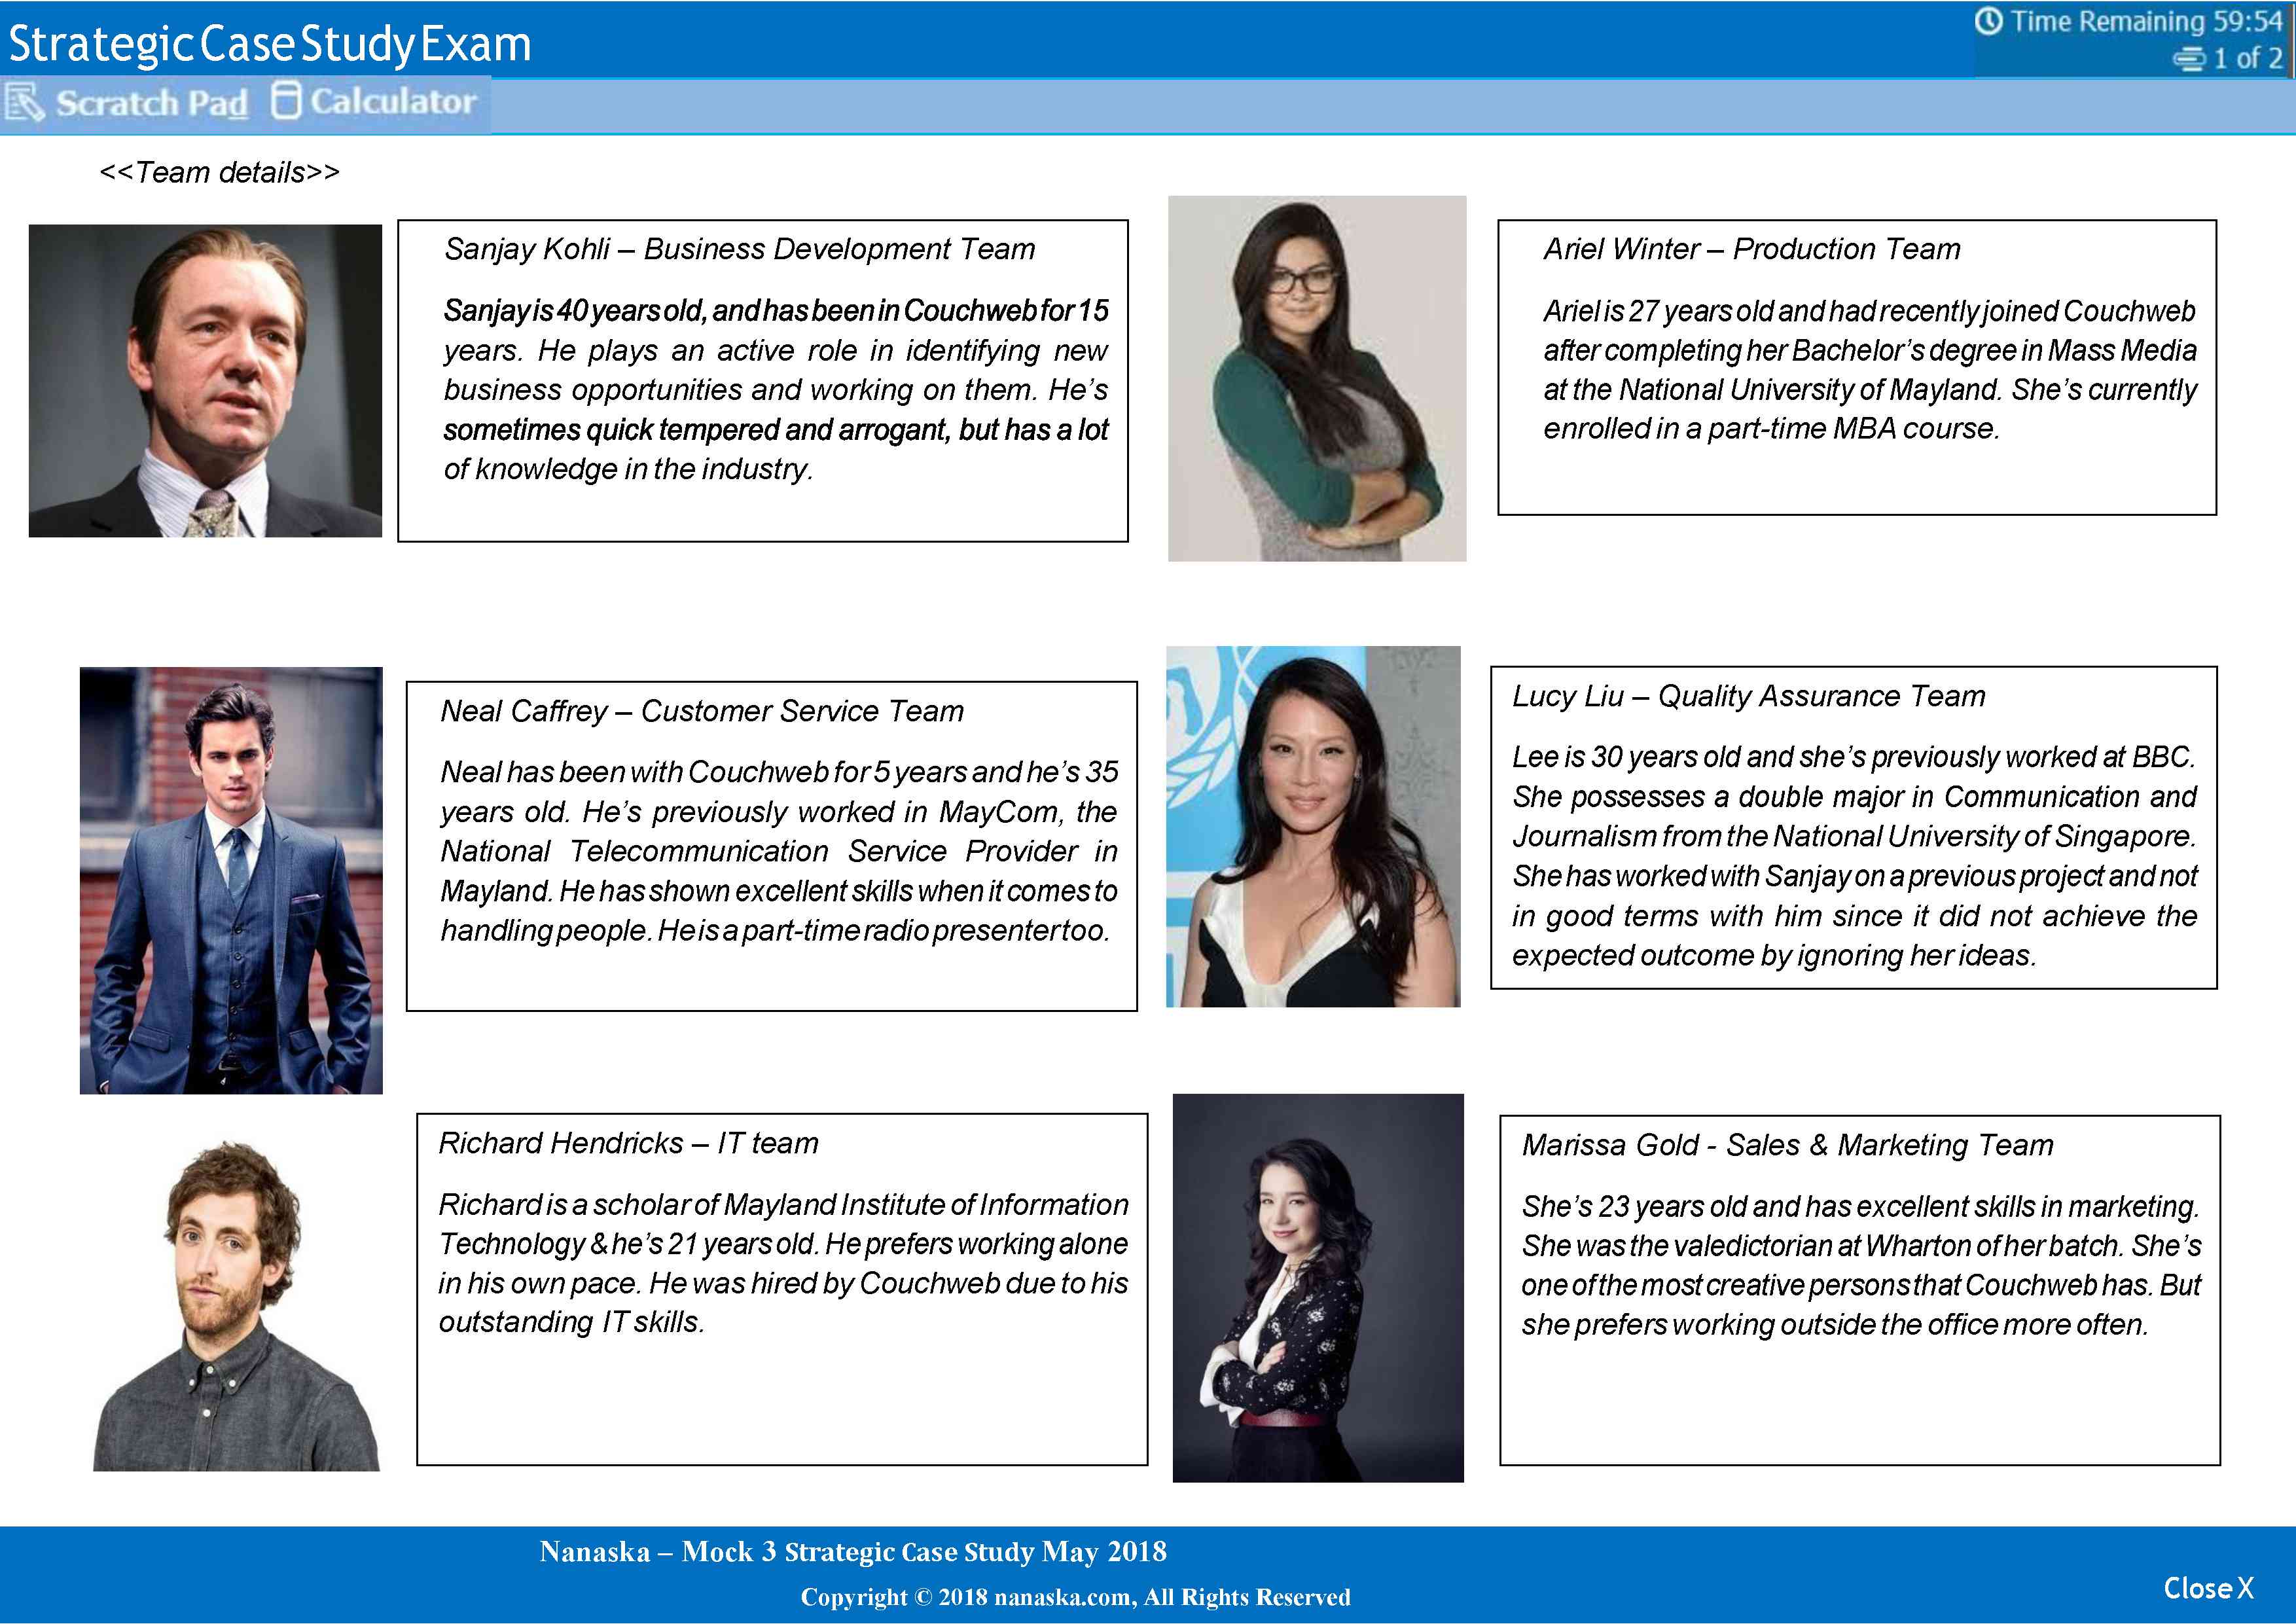 Strategic Case Study Exam
Time Remaining 59:54
1 of 2
Scratch Pad Calculator
<<Team details>>
Sanjay Kohli – Business Development Team
Sanjay is 40 years old, and has been in Couchweb for 15
years. He plays an active role in identifying new
business opportunities and working on them. He’s
sometimes quick tempered and arrogant, but has a lot
of knowledge in the industry.
Ariel Winter – Production Team
Ariel is 27 years old and had recently joined Couchweb
after completing her Bachelor’s degree in Mass Media
at the National University of Mayland. She’s currently
enrolled in a part-time MBA course.
Neal Caffrey – Customer Service Team
Neal has been with Couchweb for 5 years and he’s 35
years old. He’s previously worked in MayCom, the
National Telecommunication Service Provider in
Mayland. He has shown excellent skills when it comes to
handling people. He is a part-time radio presenter too.
Lucy Liu – Quality Assurance Team
Lee is 30 years old and she’s previously worked at BBC.
She possesses a double major in Communication and
Journalism from the National University of Singapore.
She has worked with Sanjay on a previous project and not
in good terms with him since it did not achieve the
expected outcome by ignoring her ideas.
Richard Hendricks – IT team
Richard is a scholar of Mayland Institute of Information
Technology & he’s 21 years old. He prefers working alone
in his own pace. He was hired by Couchweb due to his
outstanding IT skills.
Marissa Gold - Sales & Marketing Team
She’s 23 years old and has excellent skills in marketing.
She was the valedictorian at Wharton of her batch. She’s
one of the most creative persons that Couchweb has. But
she prefers working outside the office more often.
Nanaska – Mock 3 Strategic Case Study May 2018
Copyright © 2018 nanaska.com, All Rights Reserved
Close X